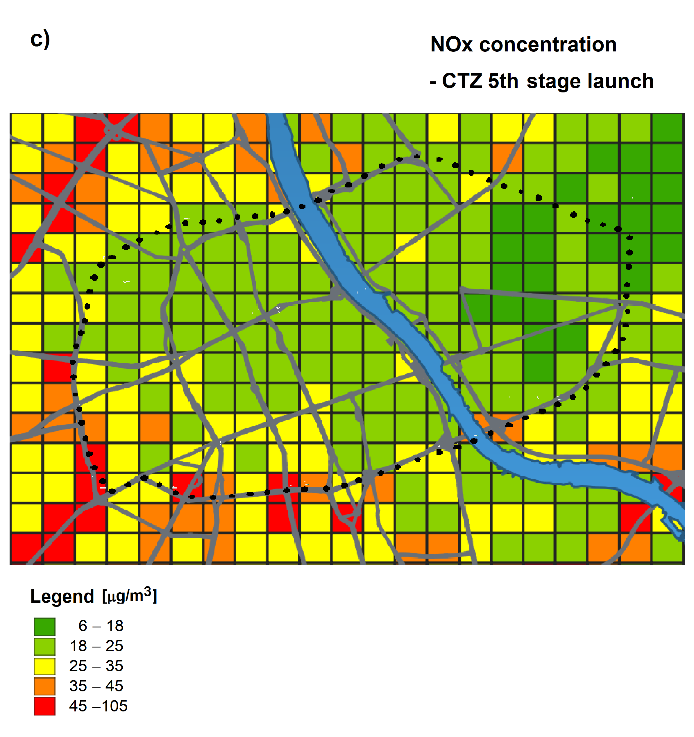 c)
NOx concentration
- CTZ 5th stage launch
Legend [µg/m3]
6 – 18
18 – 25
25 – 35
35 – 45
45 –105